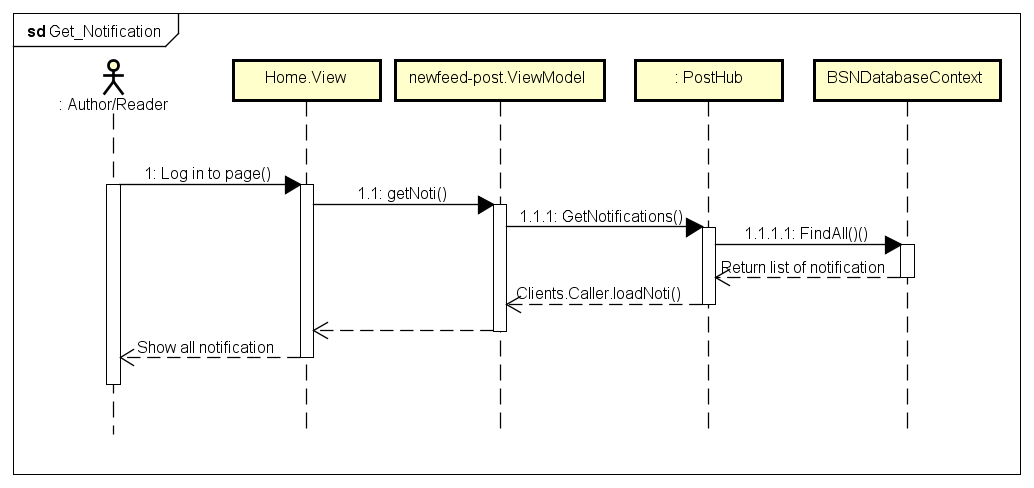 sd Get_Notification
: Author/Reader
Home.View
newfeed-post.ViewModel
: PostHub
BSNDatabaseContext
1: Log in to page()
1.1: getNoti()
1.1.1: GetNotifications()
1.1.1.1: FindAll()()
Return list of notification
Clients.Caller.loadNoti()
Show all notification